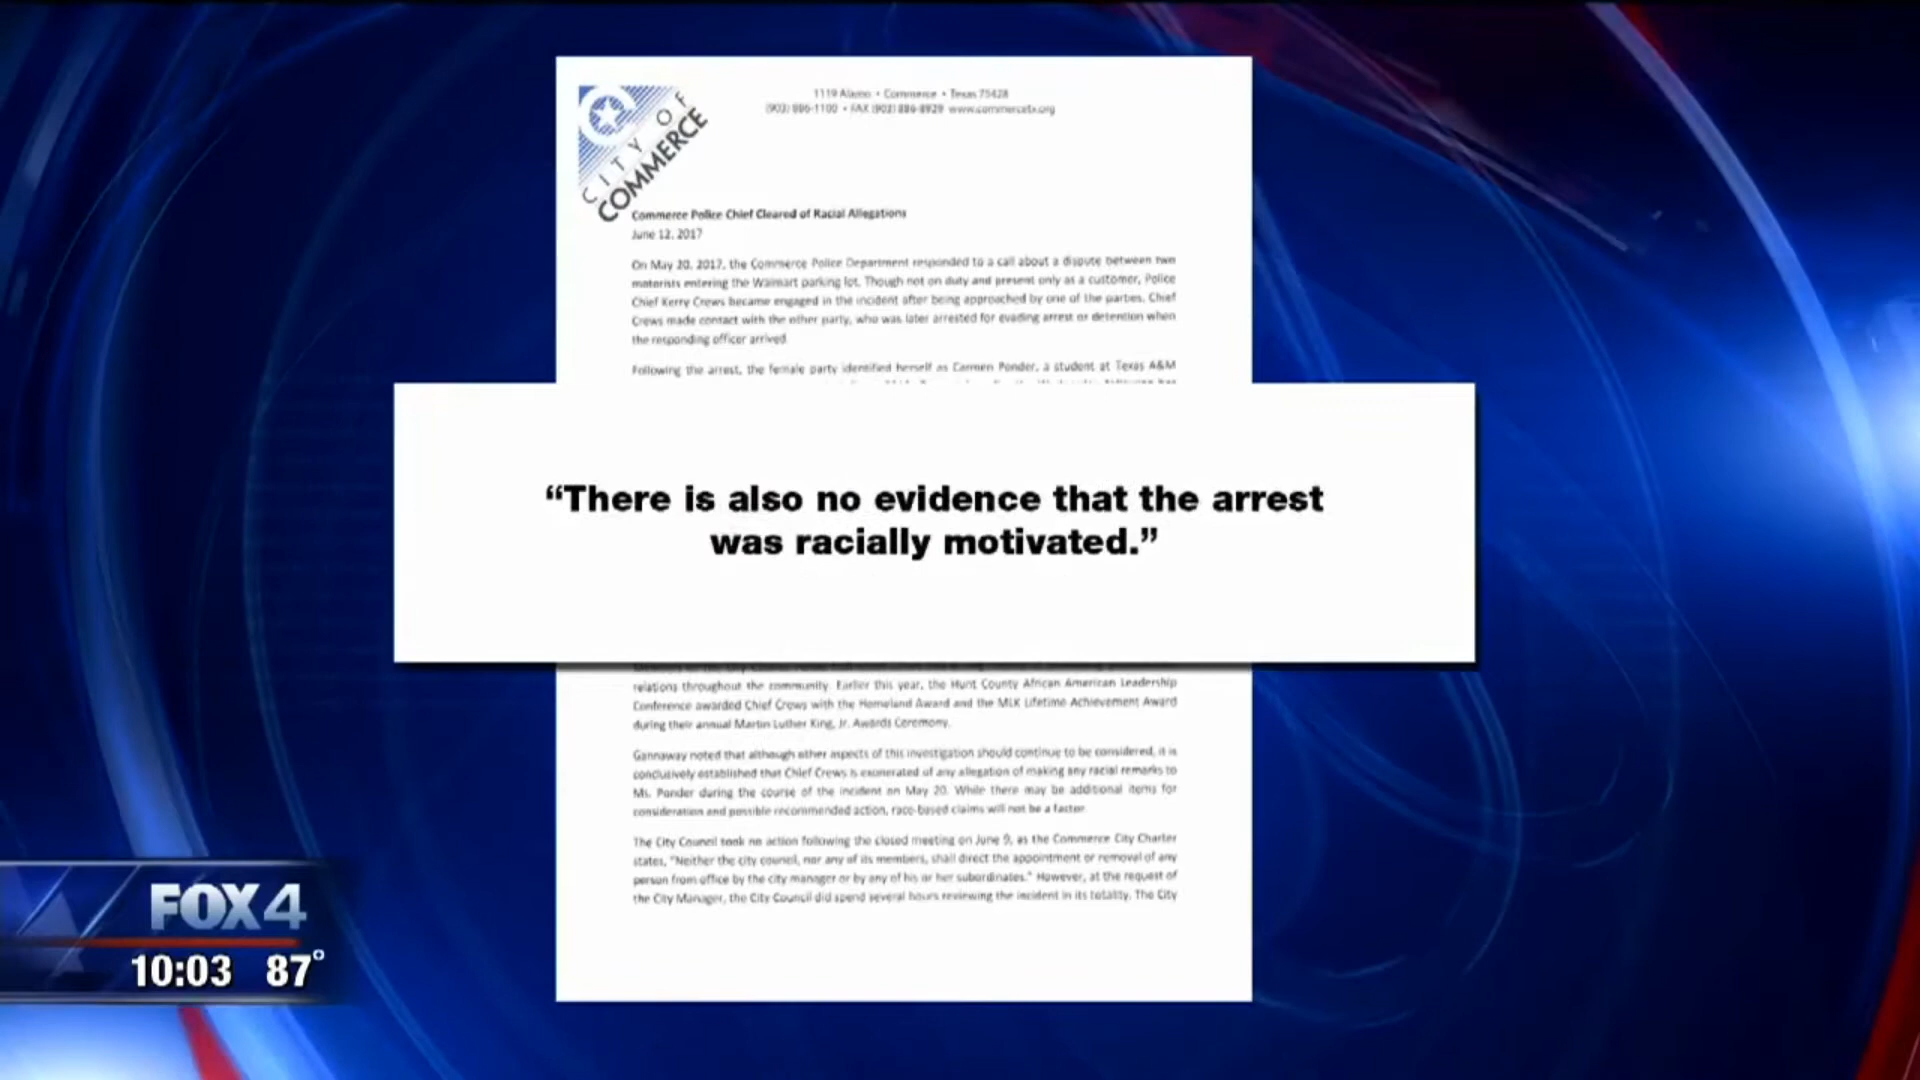 CITY OF
COMMERCE
1119 Alamo • Commerce • Texas 75428
(903) 886-1100 • FAX (903) 886-8929 www.commercetx.org
Commerce Police Chief Cleared of Racial Allegations
June 12, 2017
On May 20, 2017, the Commerce Police Department responded to a call about a dispute between two
motorists entering the Walmart parking lot. Though not on duty and present only as a customer, Police
Chief Kerry Crews became engaged in the incident after being approached by one of the parties. Chief
Crews made contact with the other party, who was later arrested for evading arrest or detention when
the responding officer arrived.
Following the arrest, the female party identified herself as Carmen Ponder, a student at Texas A&M
“There is also no evidence that the arrest
was racially motivated.”
relations throughout the community. Earlier this year, the Hunt County African American Leadership
Conference awarded Chief Crews with the Homeland Award and the MLK Lifetime Achievement Award
during their annual Martin Luther King, Jr. Awards Ceremony.
Gannaway noted that although other aspects of this investigation should continue to be considered, it is
conclusively established that Chief Crews is exonerated of any allegation of making any racial remarks to
Ms. Ponder during the course of the incident on May 20. While there may be additional items for
consideration and possible recommended action, race-based claims will not be a factor.
The City Council took no action following the closed meeting on June 9, as the Commerce City Charter
states, "Neither the city council, nor any of its members, shall direct the appointment or removal of any
person from office by the city manager or by any of his or her subordinates." However, at the request of
the City Manager, the City Council did spend several hours reviewing the incident in its totality. The City
FOX 4
10:03 87°